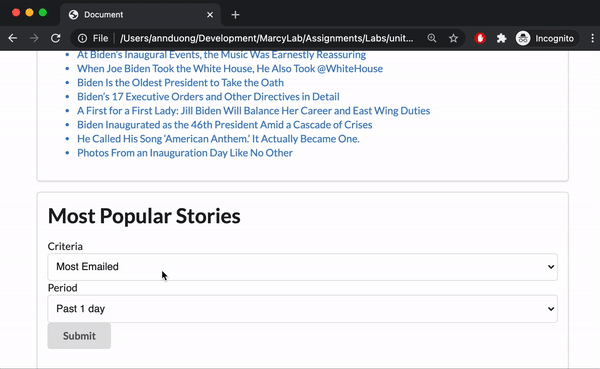 Document
File
/Users/annduong/Development/MarcyLab/Assignments/Labs/unit...
Incognito
At Biden's Inaugural Events, the Music Was Earnestly Reassuring
When Joe Biden Took the White House, He Also Took @WhiteHouse
Biden Is the Oldest President to Take the Oath
Biden's 17 Executive Orders and Other Directives in Detail
A First for a First Lady: Jill Biden Will Balance Her Career and East Wing Duties
Biden Inaugurated as the 46th President Amid a Cascade of Crises
He Called His Song 'American Anthem.' It Actually Became One.
Photos From an Inauguration Day Like No Other
Most Popular Stories
Criteria
Most Emailed
Period
Past 1 day
Submit